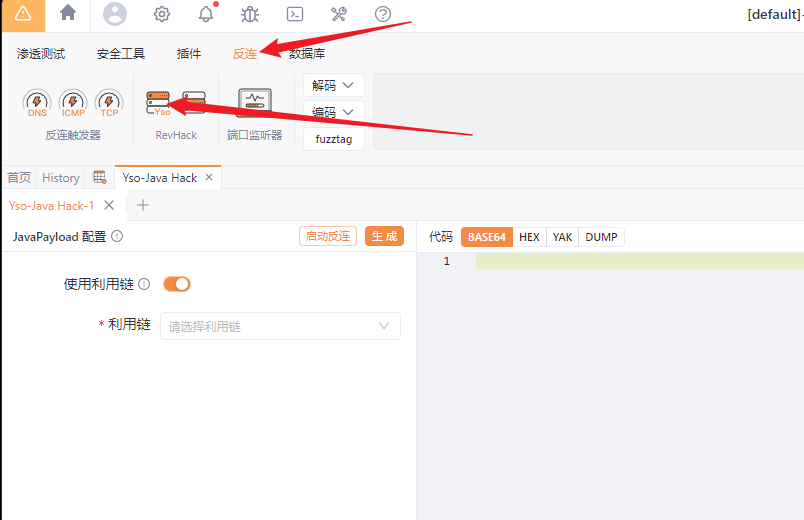 [default]-
渗透测试 安全工具 插件 反连 数据库
DNS ICMP TCP
反连触发器
Yso
RevHack
端口监听器
解码
编码
fuzztag
首页 History Yso-Java Hack
Yso-Java Hack-1
JavaPayload 配置 启动反连 生成
代码 BASE64 HEX YAK DUMP
1
使用利用链
* 利用链 请选择利用链